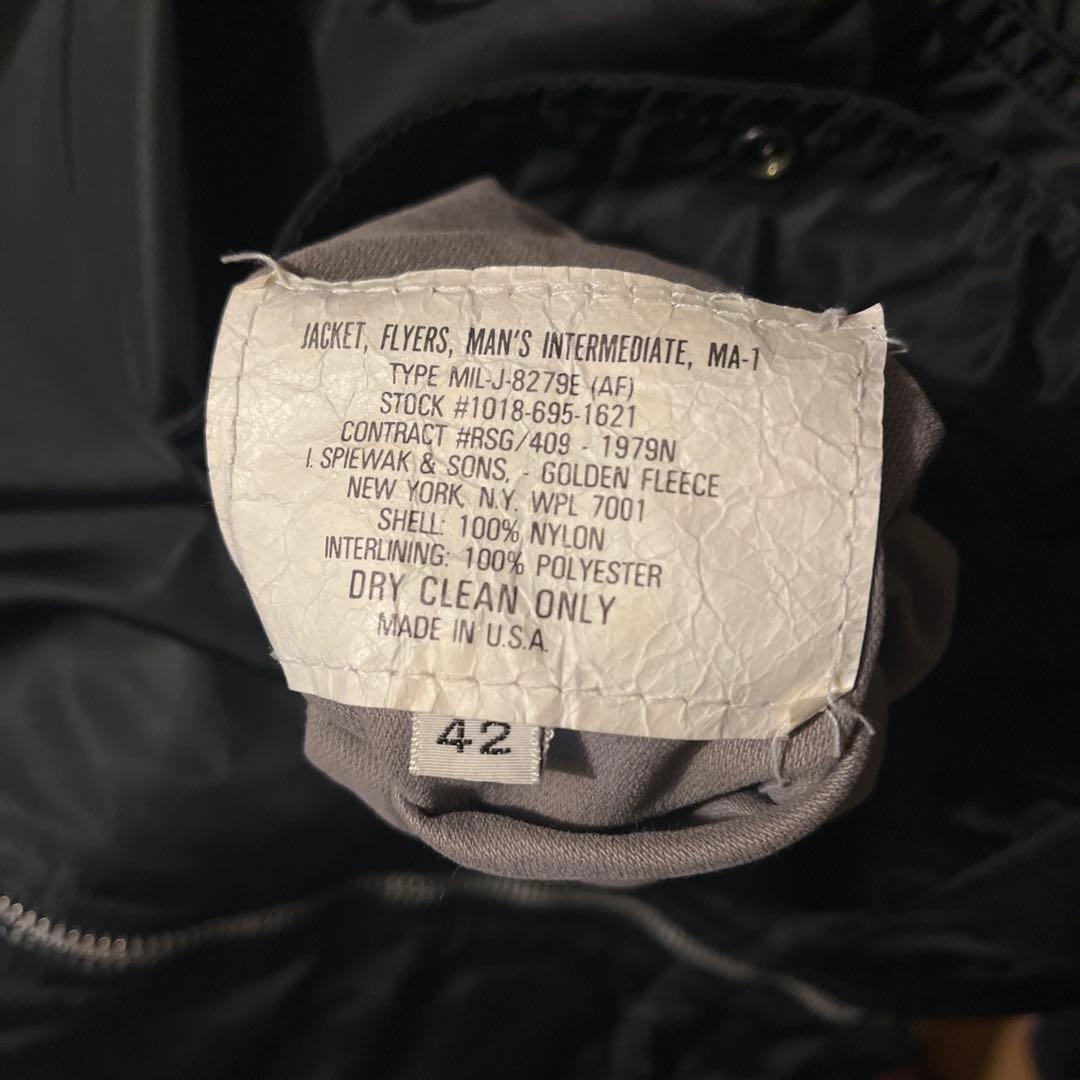 JACKET, FLYERS, MAN'S INTERMEDIATE, MA-1
TYPE MIL-J-8279E (AF)
STOCK #1018-695-1621
CONTRACT #RSG/409 - 1979N
I. SPIEWAK & SONS, - GOLDEN FLEECE
NEW YORK, N.Y. WPL 7001
SHELL: 100% NYLON
INTERLINING: 100% POLYESTER
DRY CLEAN ONLY
MADE IN U.S.A.
42